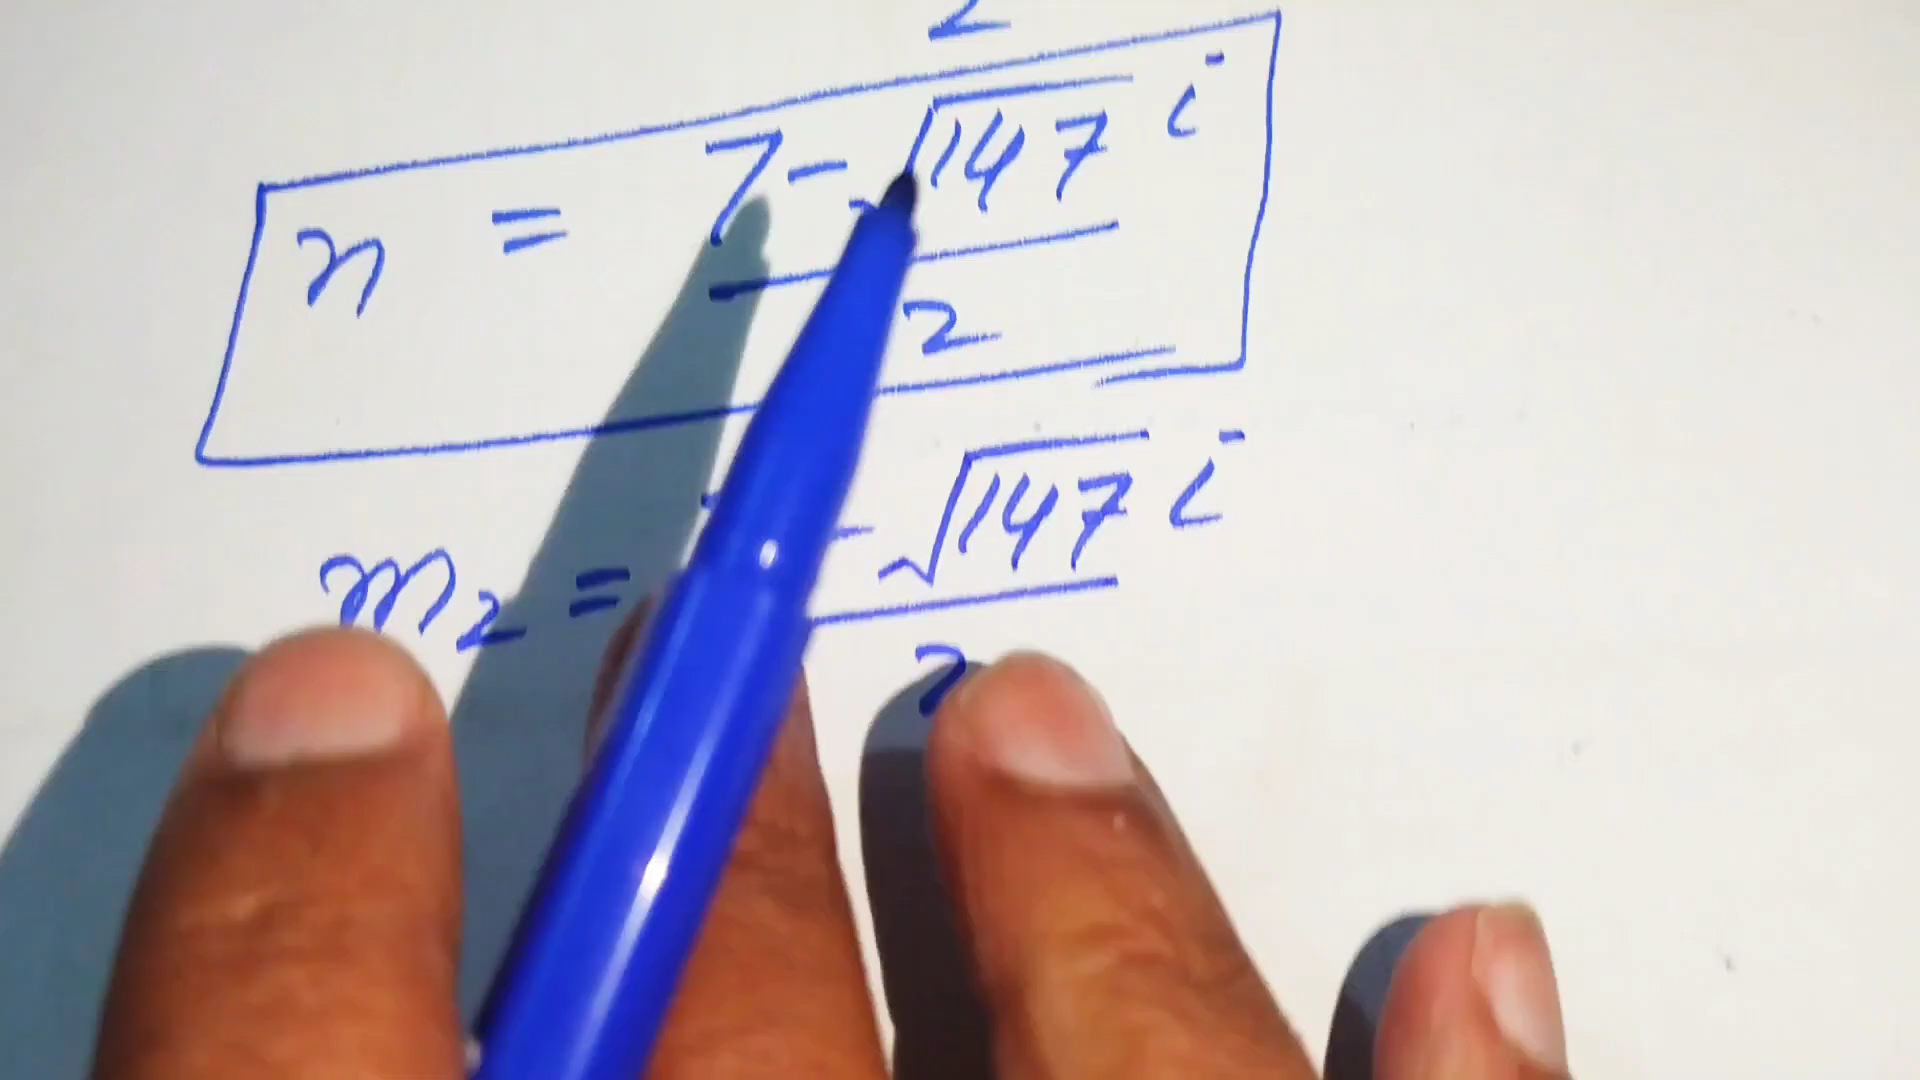 2
n = 7 - √147 i
2
m₂ = - √147 i
2